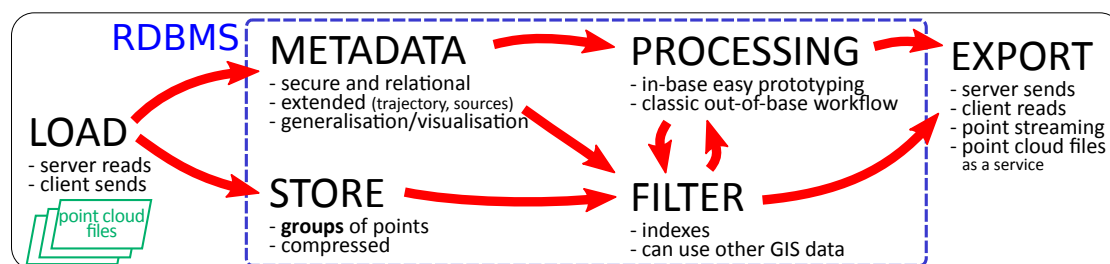 RDBMS
LOAD
- server reads
- client sends
point cloud
files
METADATA
- secure and relational
- extended (trajectory, sources)
- generalisation/visualisation
STORE
- groups of points
- compressed
PROCESSING
- in-base easy prototyping
- classic out-of-base workflow
FILTER
- indexes
- can use other GIS data
EXPORT
- server sends
- client reads
- point streaming
- point cloud files
as a service